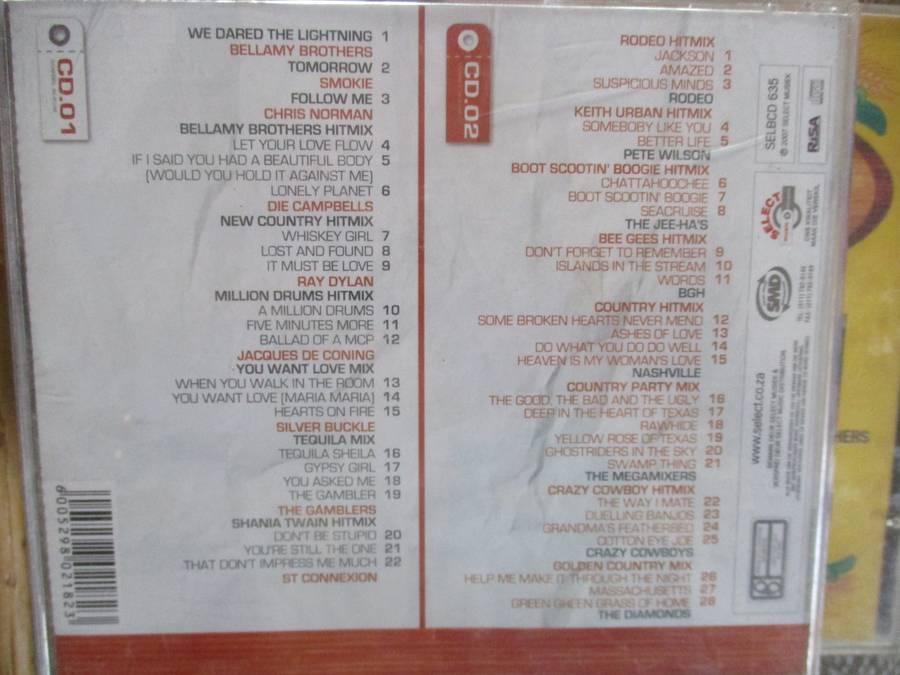 CD.01
WE DARED THE LIGHTNING 1
BELLAMY BROTHERS
TOMORROW 2
SMOKIE
FOLLOW ME 3
CHRIS NORMAN
BELLAMY BROTHERS HITMIX
LET YOUR LOVE FLOW 4
IF I SAID YOU HAD A BEAUTIFUL BODY 5
(WOULD YOU HOLD IT AGAINST ME)
LONELY PLANET 6
DIE CAMPBELLS
NEW COUNTRY HITMIX
WHISKEY GIRL 7
LOST AND FOUND 8
IT MUST BE LOVE 9
RAY DYLAN
MILLION DRUMS HITMIX
A MILLION DRUMS 10
FIVE MINUTES MORE 11
BALLAD OF A MCP 12
JACQUES DE CONING
YOU WANT LOVE MIX
WHEN YOU WALK IN THE ROOM 13
YOU WANT LOVE (MARIA MARIA) 14
HEARTS ON FIRE 15
SILVER BUCKLE
TEQUILA MIX
TEQUILA SHEILA 16
GYPSY GIRL 17
YOU ASKED ME 18
THE GAMBLER 19
THE GAMBLERS
SHANIA TWAIN HITMIX
DON'T BE STUPID 20
YOU'RE STILL THE ONE 21
THAT DON'T IMPRESS ME MUCH 22
ST CONNEXION
6005298021823
CD.02
RODEO HITMIX
JACKSON 1
AMAZED 2
SUSPICIOUS MINDS 3
RODEO
KEITH URBAN HITMIX
SOMEBOBY LIKE YOU 4
BETTER LIFE 5
PETE WILSON
BOOT SCOOTIN' BOOGIE HITMIX
CHATTAHOOCHEE 6
BOOT SCOOTIN' BOOGIE 7
SEACRUISE 8
THE JEE-HA'S
BEE GEES HITMIX
DON'T FORGET TO REMEMBER 9
ISLANDS IN THE STREAM 10
WORDS 11
BGH
COUNTRY HITMIX
SOME BROKEN HEARTS NEVER MEND 12
ASHES OF LOVE 13
DO WHAT YOU DO DO WELL 14
HEAVEN IS MY WOMAN'S LOVE 15
NASHVILLE
COUNTRY PARTY MIX
THE GOOD, THE BAD AND THE UGLY 16
DEEP IN THE HEART OF TEXAS 17
RAWHIDE 18
YELLOW ROSE OF TEXAS 19
GHOSTRIDERS IN THE SKY 20
SWAMP THING 21
THE MEGAMIXERS
CRAZY COWBOY HITMIX
THE WAY I MATE 22
DUELLING BANJOS 23
GRANDMA'S FEATHERBED 24
COTTON EYE JOE 25
CRAZY COWBOYS
GOLDEN COUNTRY MIX
HELP ME MAKE IT THROUGH THE NIGHT 26
MASSACHUSETTS 27
GREEN GREEN GRASS OF HOME 28
THE DIAMONDS
SELBCD 635
℗ 2007 SELECT MUSIEK
RiSA
SELECT
SMD
www.select.co.za
HERS